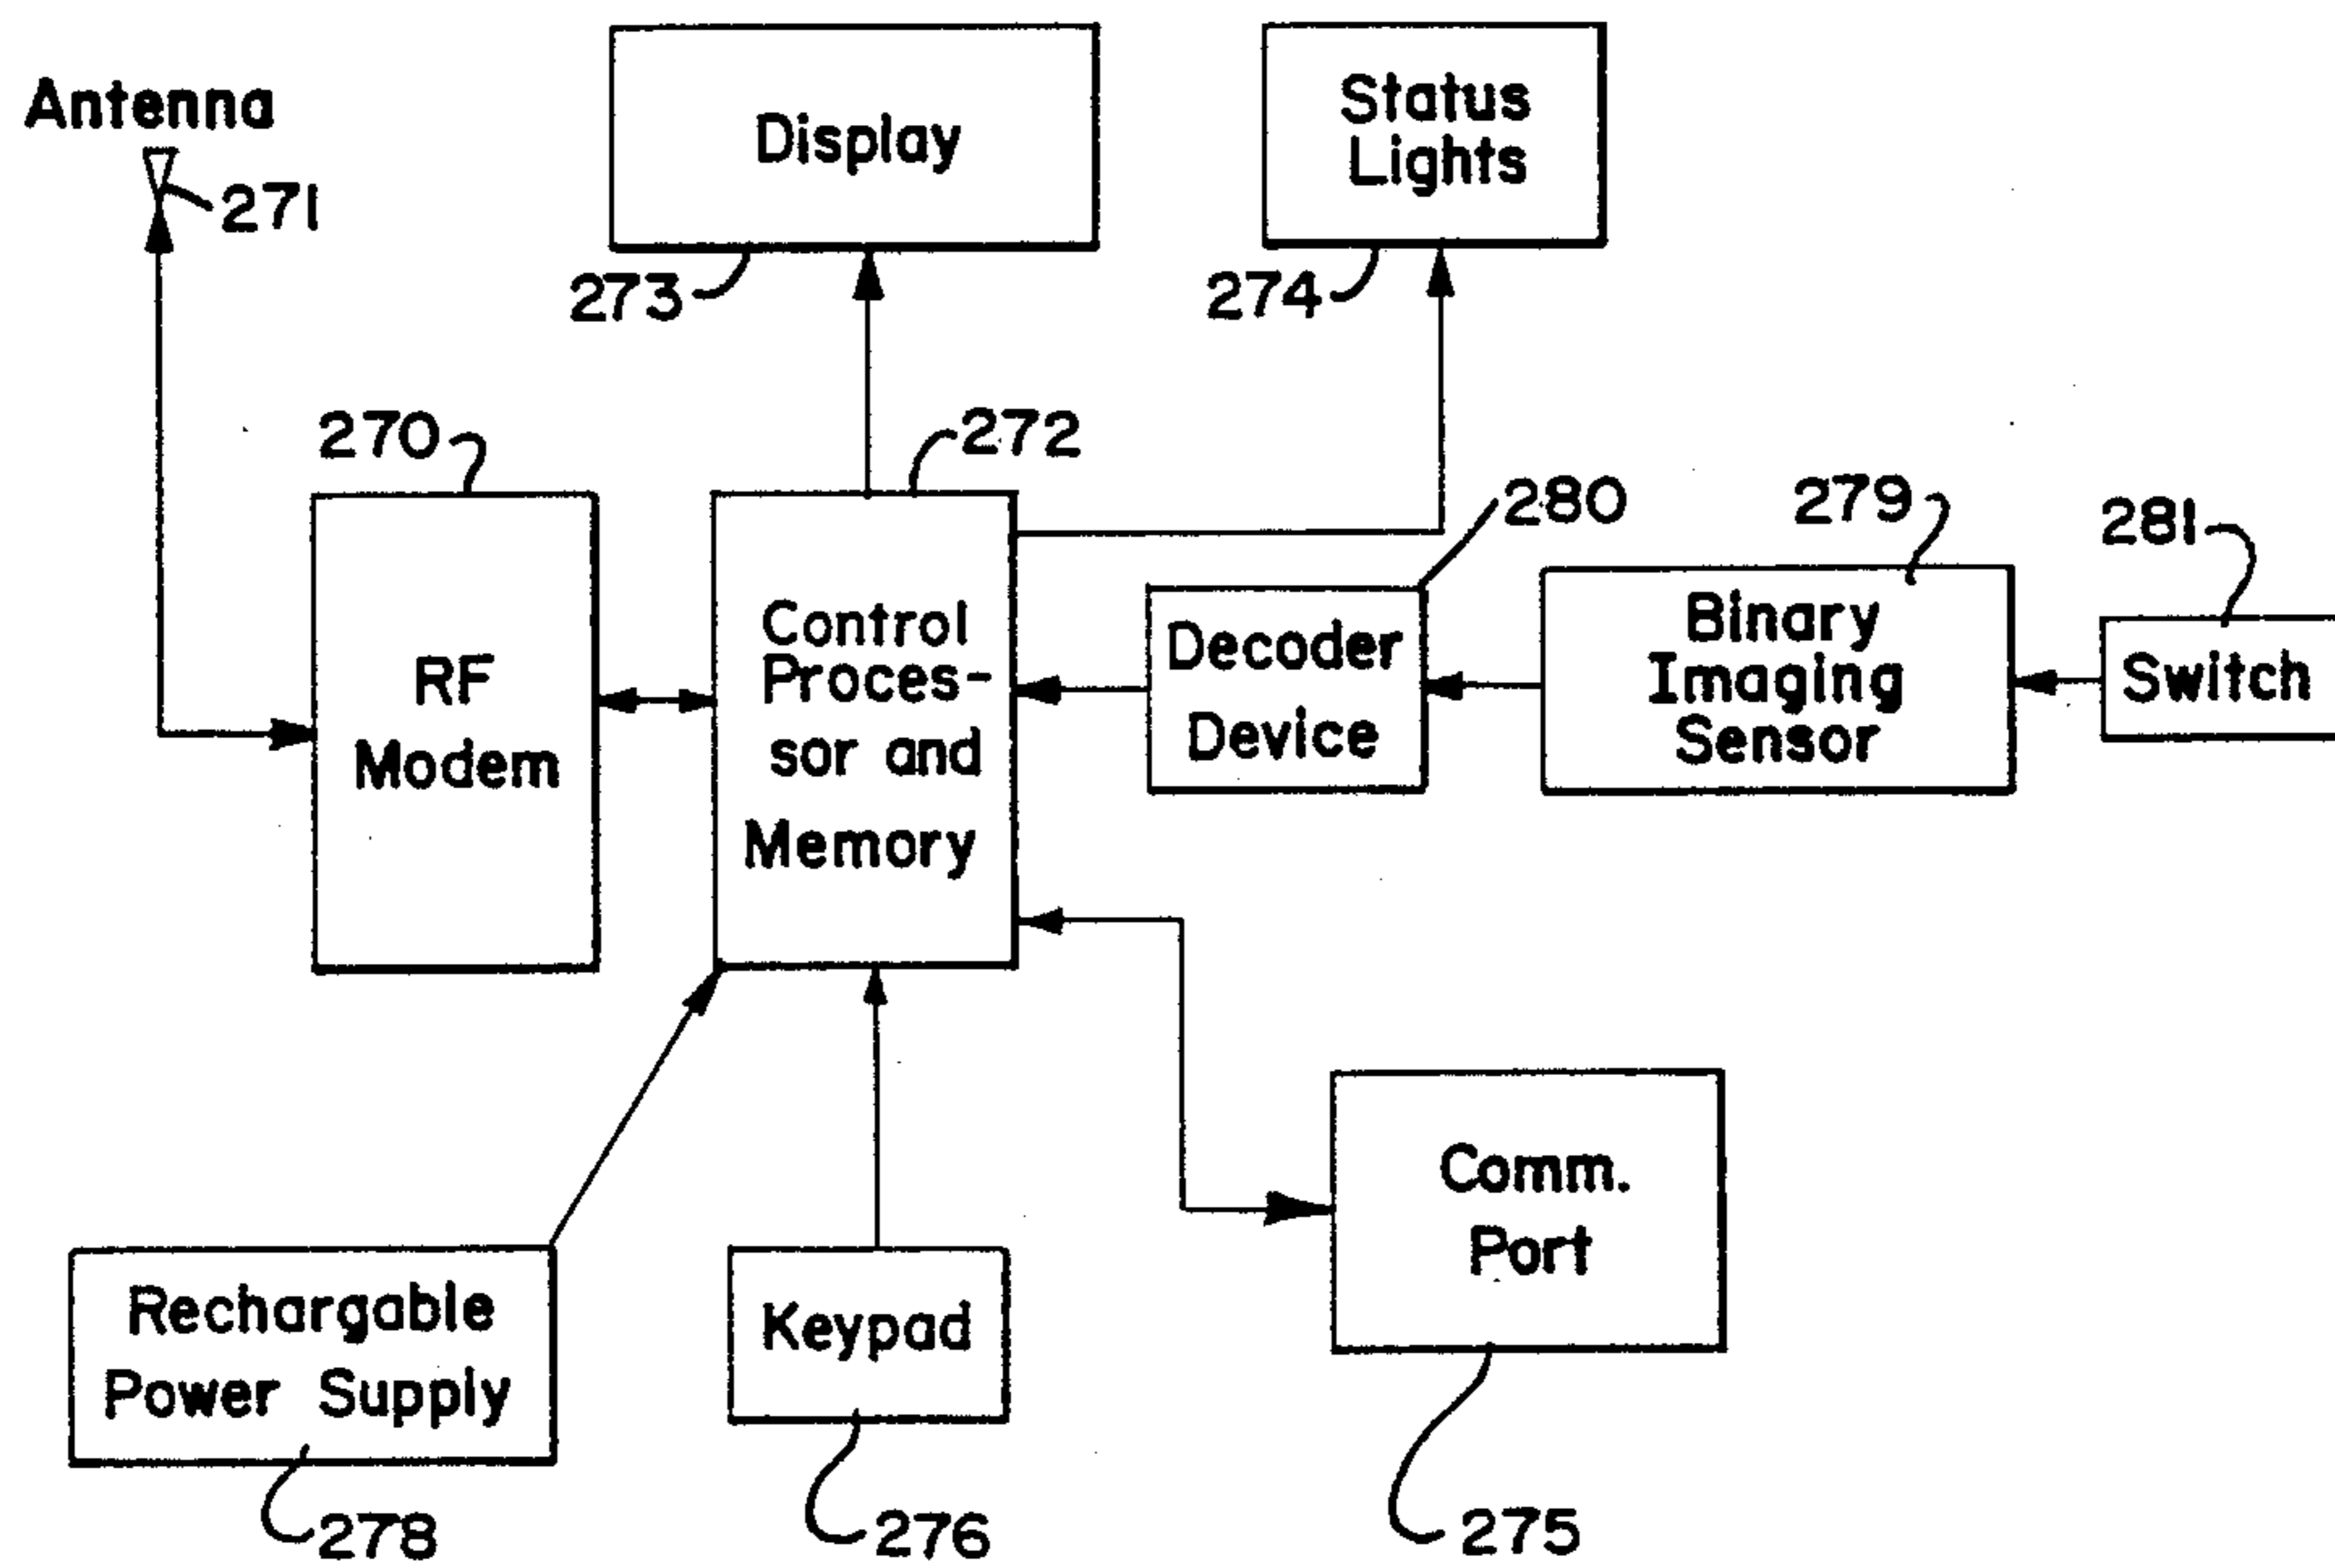 Antenna
271
Display
273
Status
Lights
274
270
RF
Modem
272
Control
Proces-
sor and
Memory
280
Decoder
Device
279
Binary
Imaging
Sensor
281
Switch
Rechargable
Power Supply
278
Keypad
276
Comm.
Port
275